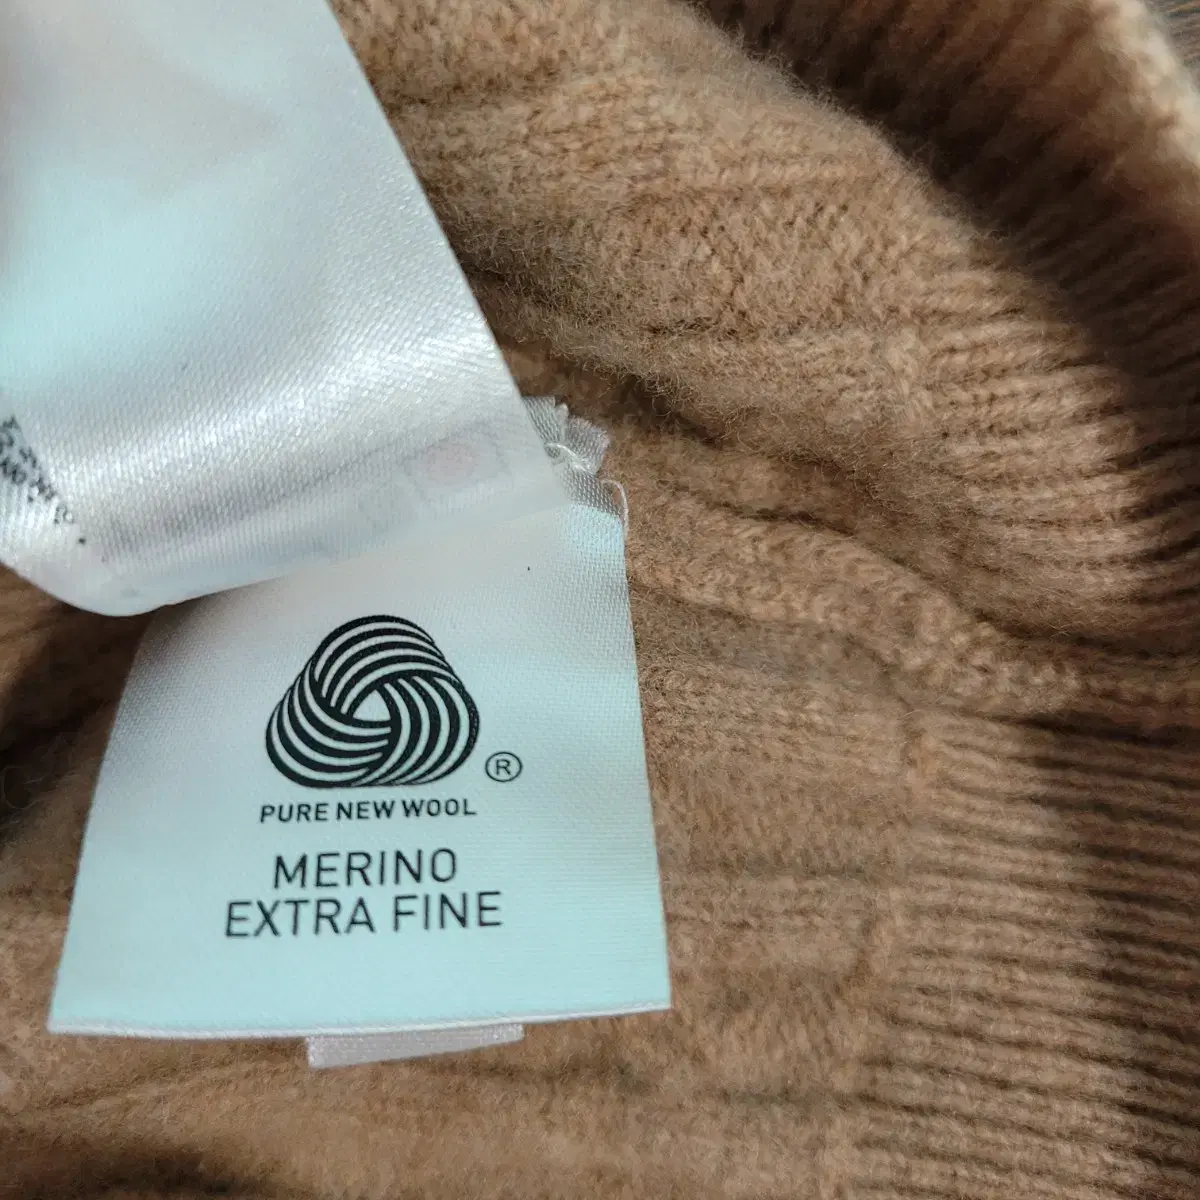 ®
PURE NEW WOOL
MERINO
EXTRA FINE